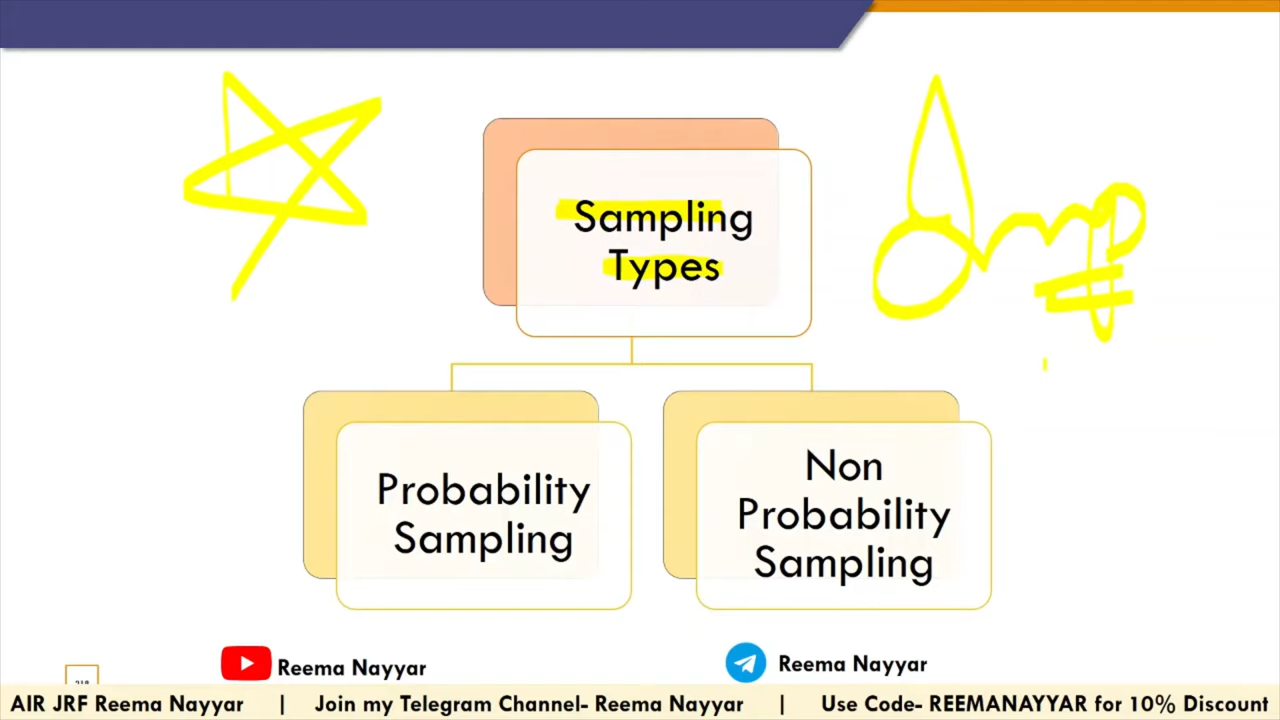 Sampling
Types
Imp
Probability
Sampling
Non
Probability
Sampling
Reema Nayyar
Reema Nayyar
AIR JRF Reema Nayyar | Join my Telegram Channel- Reema Nayyar | Use Code- REEMANAYYAR for 10% Discount